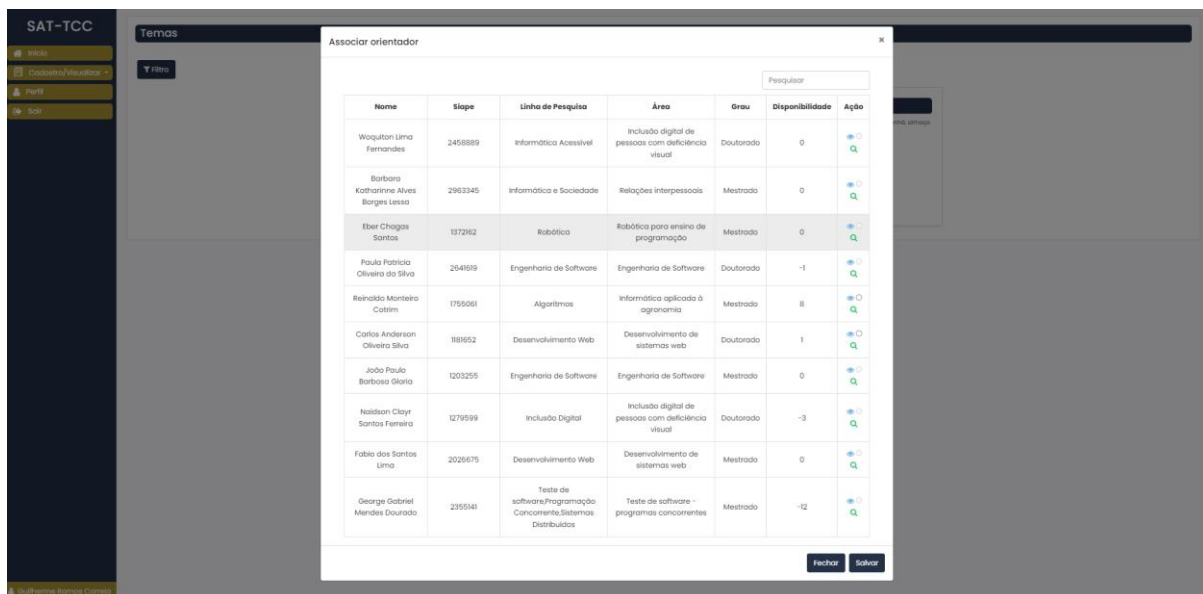 SAT-TCC
Início
Cadastro/Visualizar
Perfil
Sair
Temas
Filtro
Associar orientador
×
Pesquisar
Nome Siape Linha de Pesquisa Área Grau Disponibilidade Ação
Woquiton Lima
Fernandes
2458889
Informática Acessível
Inclusão digital de
pessoas com deficiência
visual
Doutorado
0
Barbara
Katharinne Alves
Borges Lessa
2963345
Informática e Sociedade
Relações interpessoais
Mestrado
0
Eber Chagas
Santos
1372162
Robótica
Robótica para ensino de
programação
Mestrado
0
Paula Patricia
Oliveira da Silva
2641619
Engenharia de Software
Engenharia de Software
Doutorado
-1
Reinaldo Monteiro
Cotrim
1755061
Algoritmos
Informática aplicada à
agronomia
Mestrado
8
Carlos Anderson
Oliveira Silva
1181652
Desenvolvimento Web
Desenvolvimento de
sistemas web
Doutorado
1
João Paulo
Barbosa Gloria
1203255
Engenharia de Software
Engenharia de Software
Mestrado
0
Naidson Clayr
Santos Ferreira
1279599
Inclusão Digital
Inclusão digital de
pessoas com deficiência
visual
Doutorado
-3
Fabio dos Santos
Lima
2026675
Desenvolvimento Web
Desenvolvimento de
sistemas web
Mestrado
0
George Gabriel
Mendes Dourado
2355141
Teste de
software,Programação
Concorrente,Sistemas
Distribuidos
Teste de software -
programas concorrentes
Mestrado
-12
Fechar
Salvar
Guilherme Ramos Correia